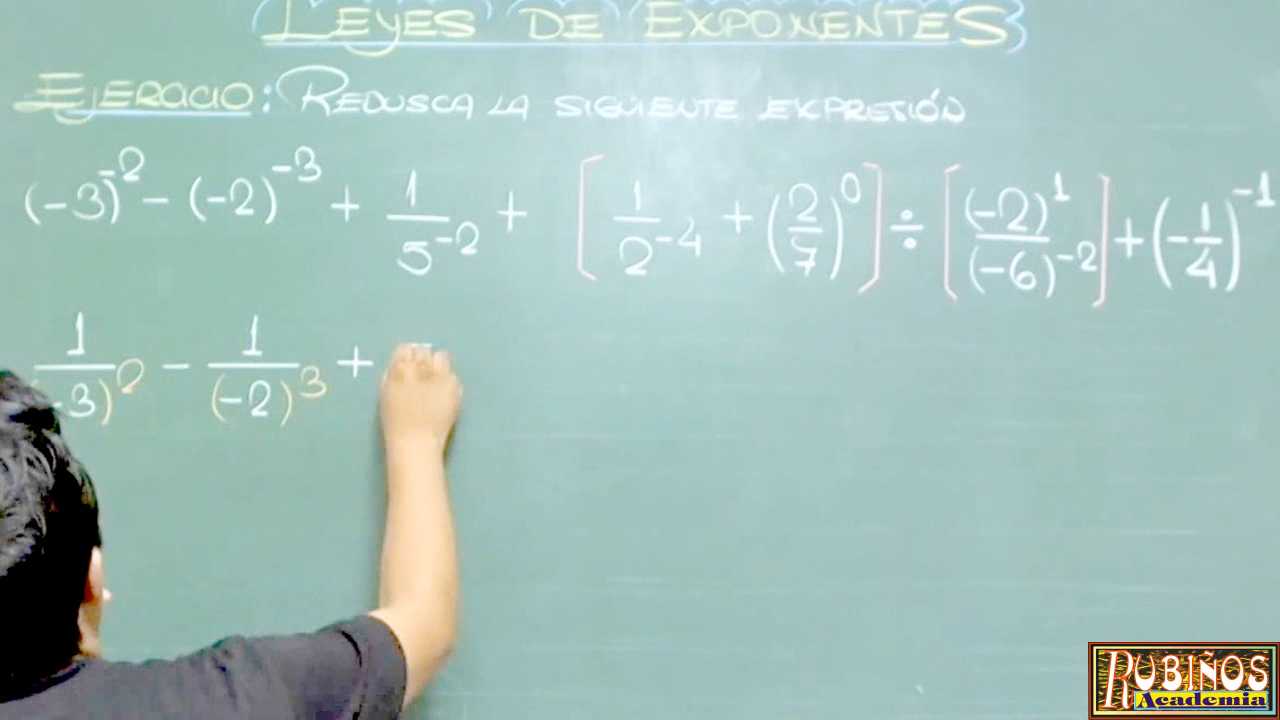 LEYES DE EXPONENTES
EJERCICIO: REDUSCA LA SIGUIENTE EXPRESIÓN
(-3)^-2 - (-2)^-3 + 1/5^-2 + [1/2^-4 + (2/7)^0] ÷ [(-2)^1/(-6)^-2] + (-1/4)^-1
1/(-3)^2 - 1/(-2)^3 +
RUBIÑOS
Academia